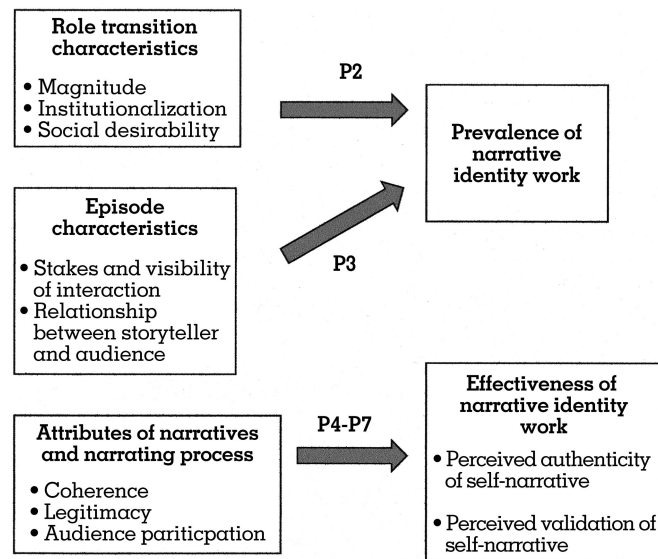 Role transition
characteristics
• Magnitude
• Institutionalization
• Social desirability
P2
Prevalence of
narrative
identity work
Episode
characteristics
• Stakes and visibility
of interaction
• Relationship
between storyteller
and audience
P3
Attributes of narratives
and narrating process
• Coherence
• Legitimacy
• Audience pariticpation
P4-P7
Effectiveness of
narrative identity
work
• Perceived authenticity
of self-narrative
• Perceived validation of
self-narrative